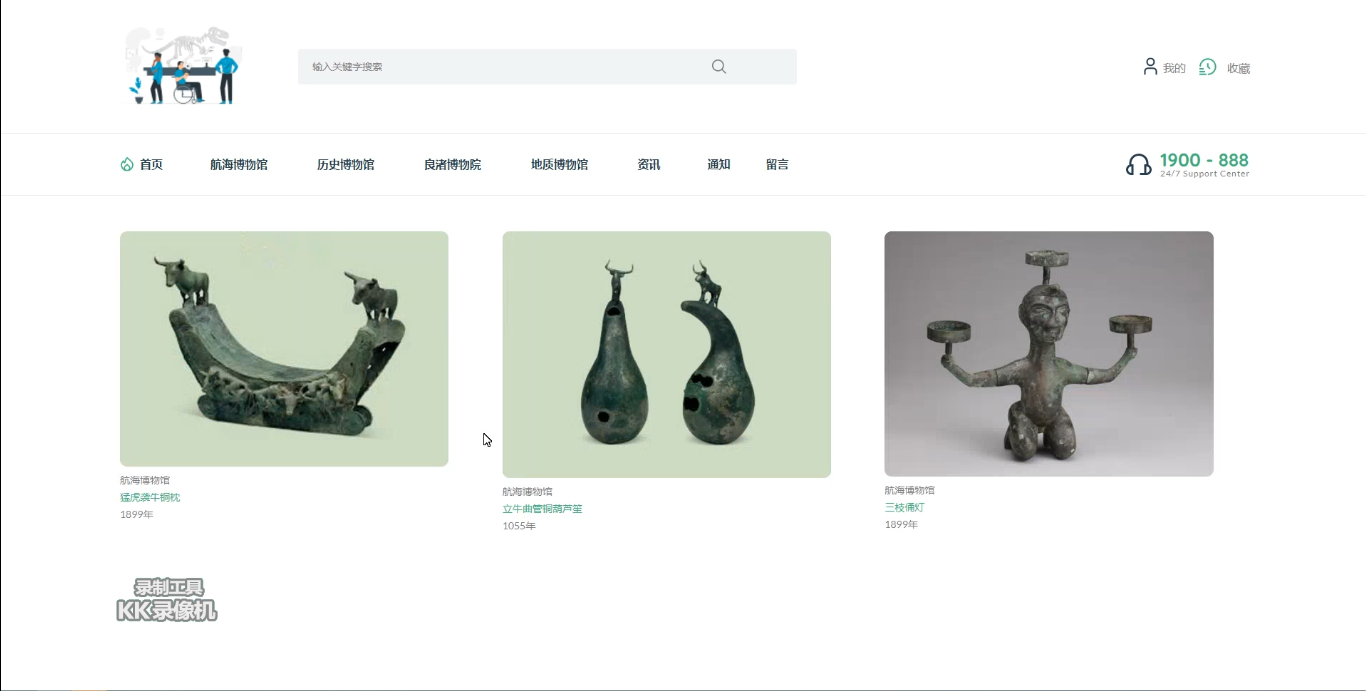 输入关键字搜索
我的
收藏
首页
航海博物馆
历史博物馆
良渚博物院
地质博物馆
资讯
通知
留言
1900 - 888
24/7 Support Center
航海博物馆
猛虎袭牛铜枕
1899年
航海博物馆
立牛曲管铜葫芦笙
1055年
航海博物馆
三枝俑灯
1899年
录制工具
KK录像机